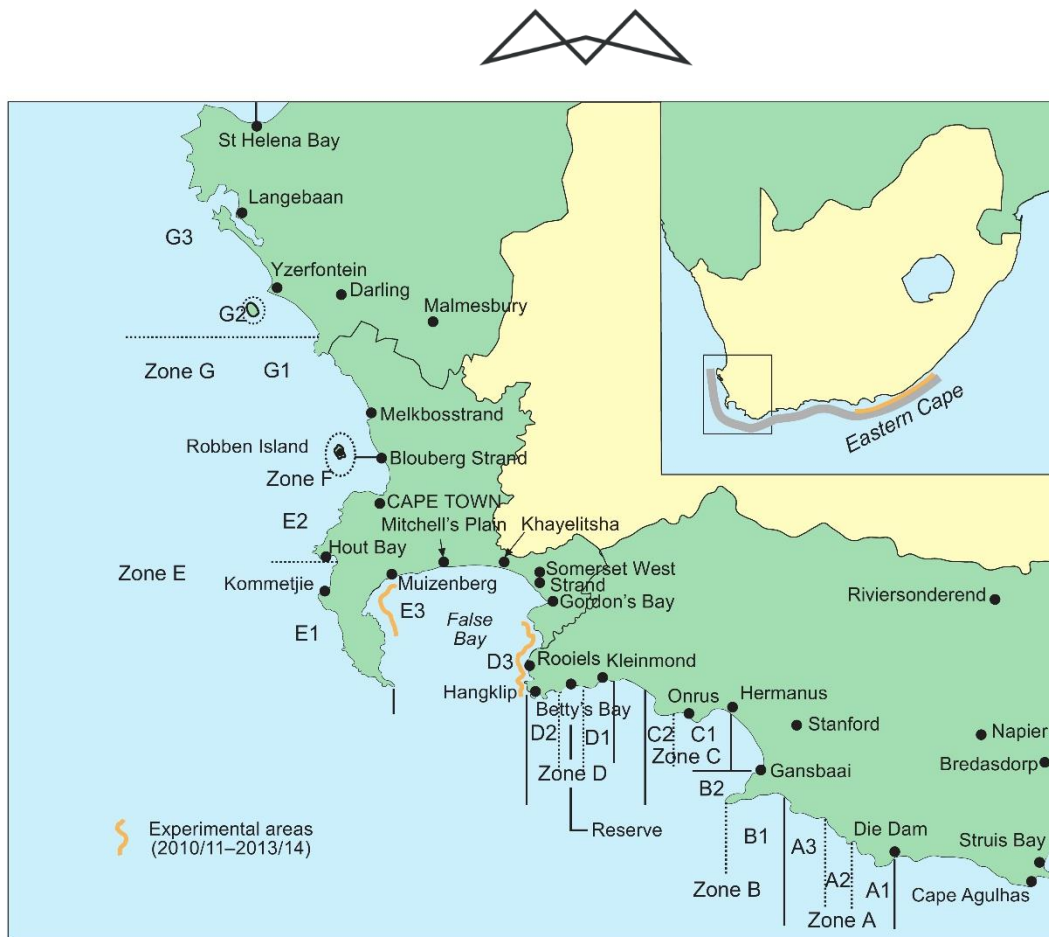 St Helena Bay
Langebaan
G3
Yzerfontein
Darling
G2
Malmesbury
Zone G
G1
Melkbosstrand
Robben Island
Blouberg Strand
Zone F
CAPE TOWN
E2
Mitchell's Plain
Khayelitsha
Hout Bay
Zone E
Somerset West
Kommetjie
Muizenberg
Strand
Gordon's Bay
Riviersonderend
E3
False
Bay
E1
D3
Rooiels
Kleinmond
Hangklip
Betty's Bay
Onrus
Hermanus
D2
D1
C2
C1
Stanford
Napier
Zone C
Zone D
Gansbaai
Bredasdorp
B2
Reserve
Experimental areas
(2010/11–2013/14)
B1
A3
Die Dam
Struis Bay
Zone B
A2
A1
Cape Agulhas
Zone A
Eastern Cape